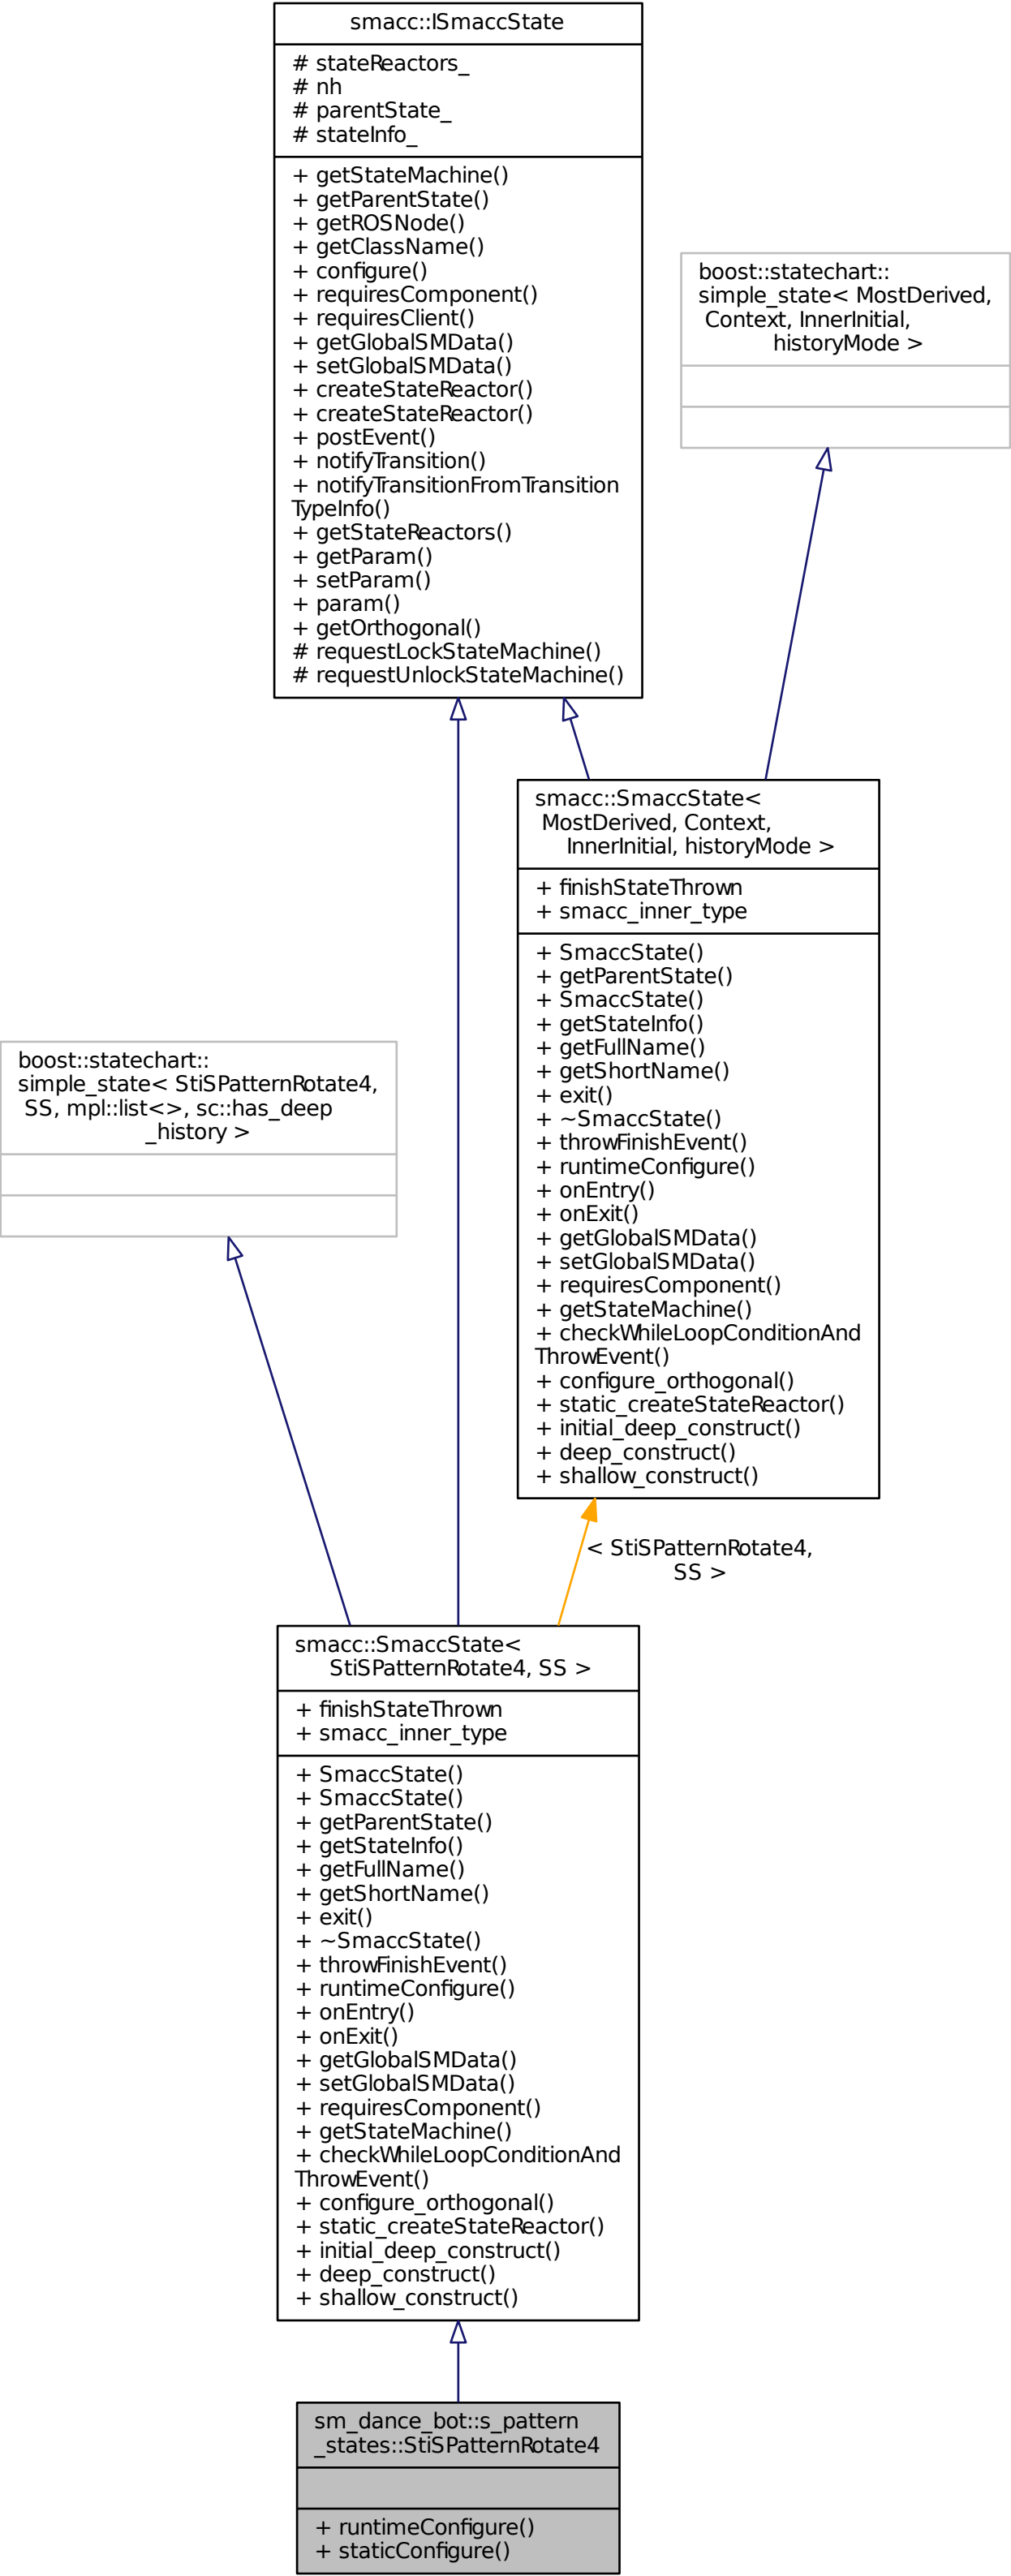 smacc::ISmaccState
# stateReactors_
# nh
# parentState_
# stateInfo_
+ getStateMachine()
+ getParentState()
+ getROSNode()
+ getClassName()
+ configure()
+ requiresComponent()
+ requiresClient()
+ getGlobalSMData()
+ setGlobalSMData()
+ createStateReactor()
+ createStateReactor()
+ postEvent()
+ notifyTransition()
+ notifyTransitionFromTransition
TypeInfo()
+ getStateReactors()
+ getParam()
+ setParam()
+ param()
+ getOrthogonal()
# requestLockStateMachine()
# requestUnlockStateMachine()
boost::statechart::
simple_state< MostDerived,
Context, InnerInitial,
historyMode >
smacc::SmaccState<
MostDerived, Context,
InnerInitial, historyMode >
+ finishStateThrown
+ smacc_inner_type
+ SmaccState()
+ getParentState()
+ SmaccState()
+ getStateInfo()
+ getFullName()
+ getShortName()
+ exit()
+ ~SmaccState()
+ throwFinishEvent()
+ runtimeConfigure()
+ onEntry()
+ onExit()
+ getGlobalSMData()
+ setGlobalSMData()
+ requiresComponent()
+ getStateMachine()
+ checkWhileLoopConditionAnd
ThrowEvent()
+ configure_orthogonal()
+ static_createStateReactor()
+ initial_deep_construct()
+ deep_construct()
+ shallow_construct()
boost::statechart::
simple_state< StiSPatternRotate4,
SS, mpl::list<>, sc::has_deep
_history >
< StiSPatternRotate4,
SS >
smacc::SmaccState<
StiSPatternRotate4, SS >
+ finishStateThrown
+ smacc_inner_type
+ SmaccState()
+ SmaccState()
+ getParentState()
+ getStateInfo()
+ getFullName()
+ getShortName()
+ exit()
+ ~SmaccState()
+ throwFinishEvent()
+ runtimeConfigure()
+ onEntry()
+ onExit()
+ getGlobalSMData()
+ setGlobalSMData()
+ requiresComponent()
+ getStateMachine()
+ checkWhileLoopConditionAnd
ThrowEvent()
+ configure_orthogonal()
+ static_createStateReactor()
+ initial_deep_construct()
+ deep_construct()
+ shallow_construct()
sm_dance_bot::s_pattern
_states::StiSPatternRotate4
+ runtimeConfigure()
+ staticConfigure()